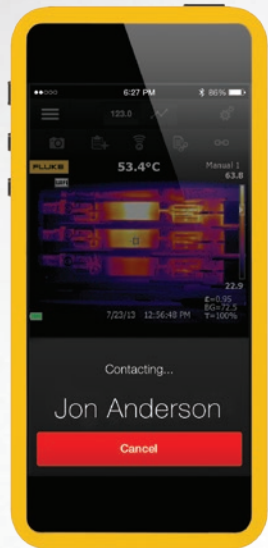 6:27 PM 86%
123.0
FLUKE 53.4°C Manual 1
63.8
22.9
ε=0.95
BG=72.5
7/23/13 12:56:48 PM T=100%
Contacting...
Jon Anderson
Cancel